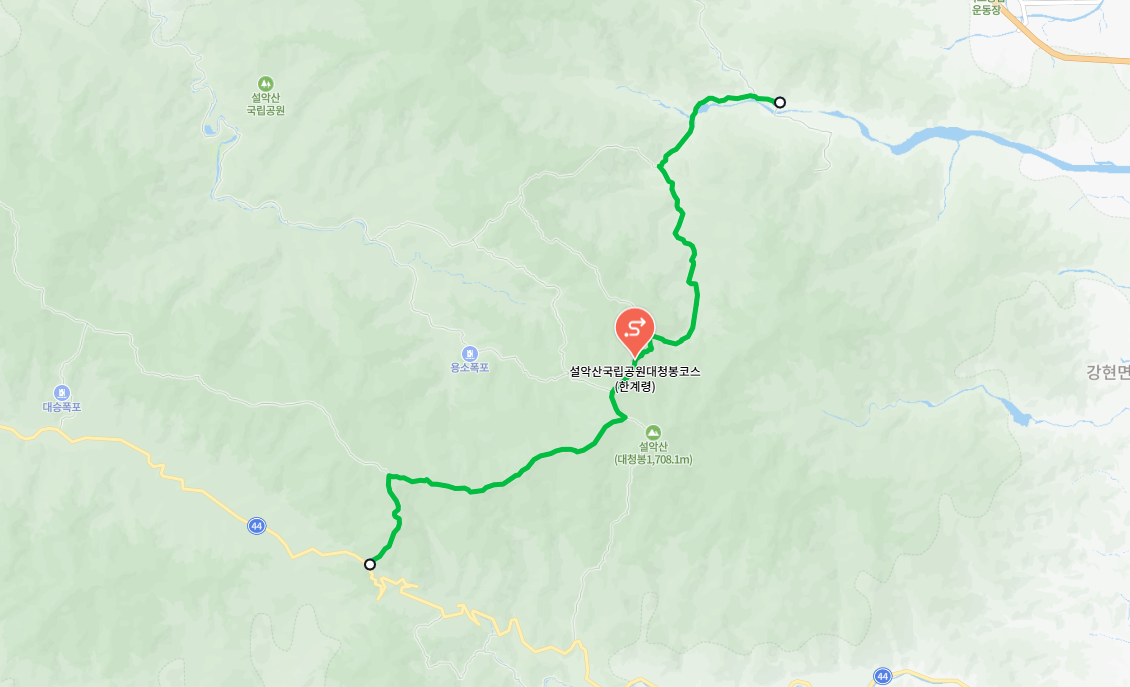 운동장
설악산
국립공원
용소폭포
설악산국립공원대청봉코스
(한계령)
강현면
대승폭포
설악산
(대청봉1,708.1m)
44
44